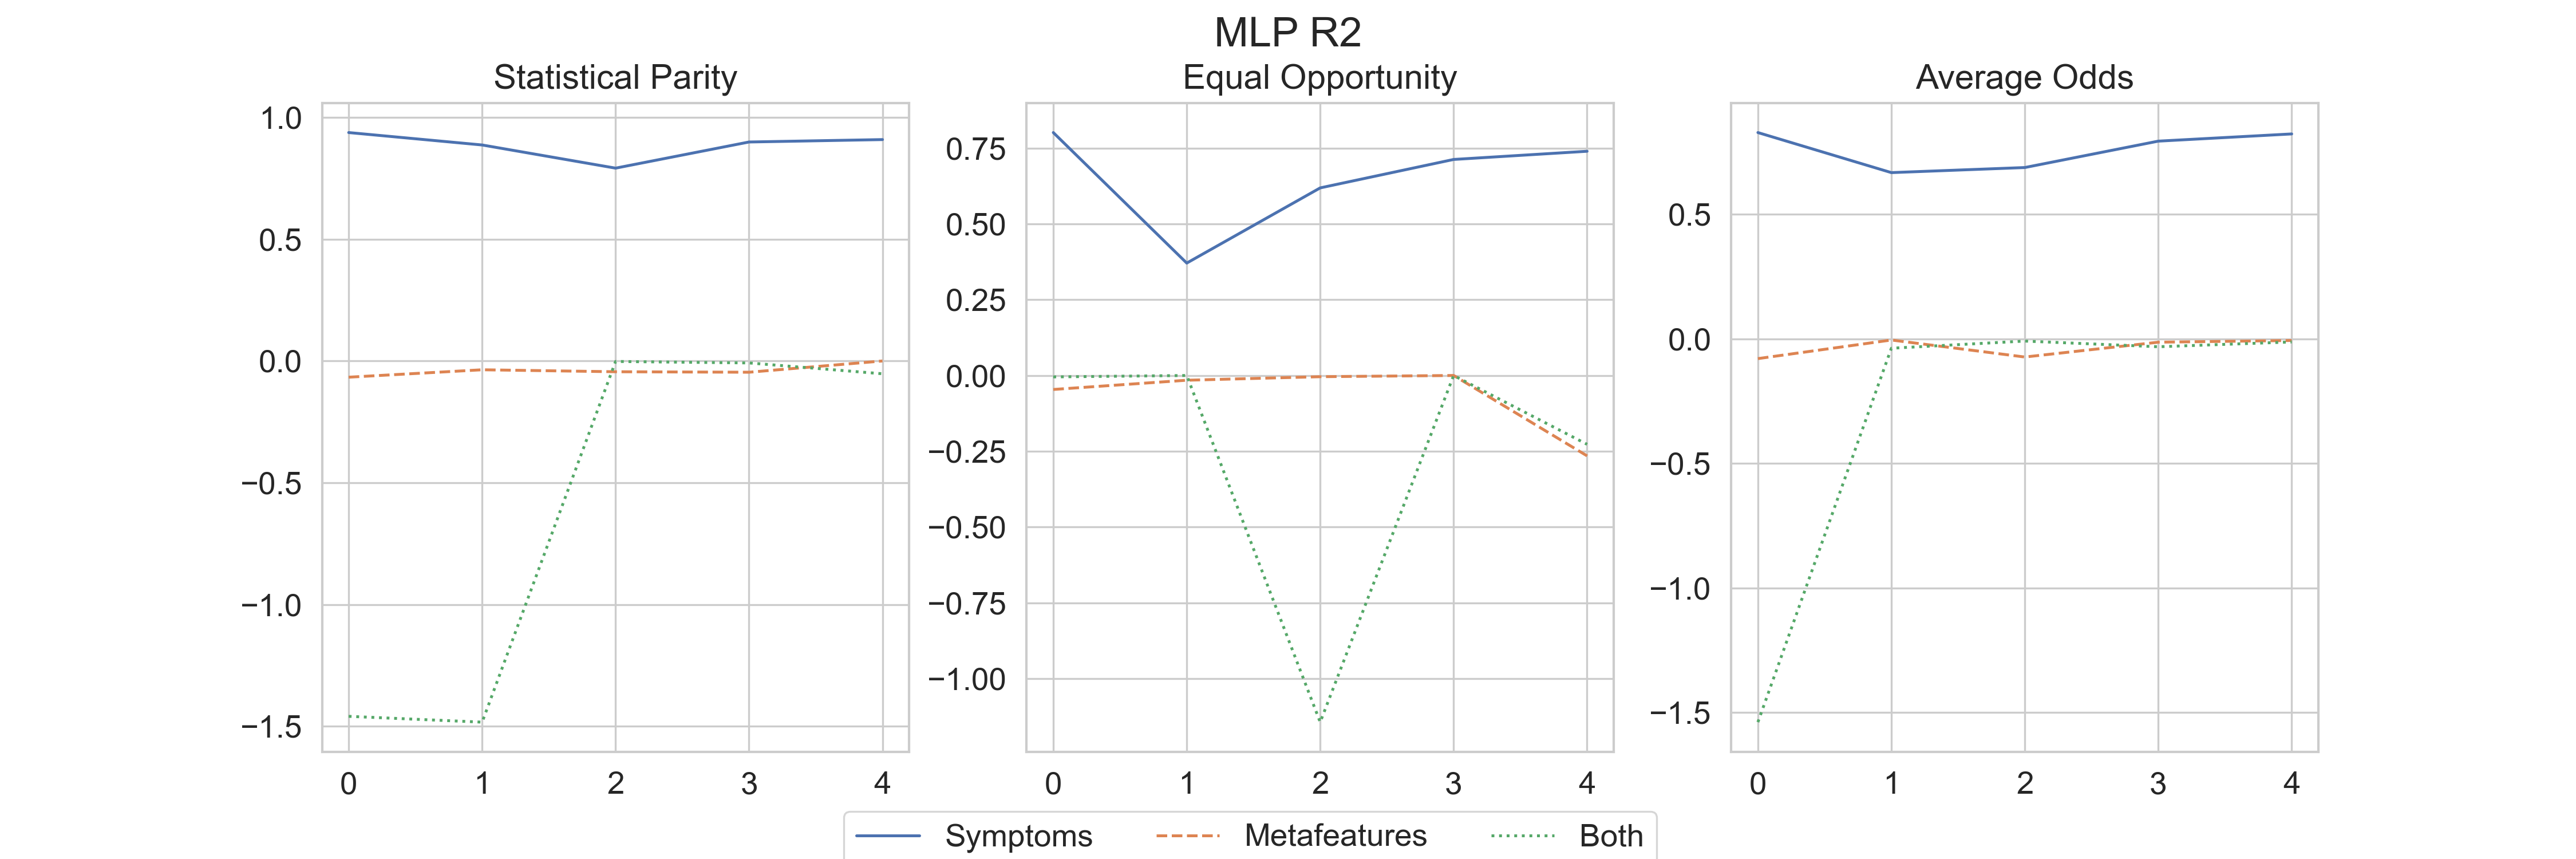 MLP R2
Statistical Parity
1.0
0.5
0.0
−0.5
−1.0
−1.5
0 1 2 3 4
Equal Opportunity
0.75
0.50
0.25
0.00
−0.25
−0.50
−0.75
−1.00
0 1 2 3 4
Average Odds
0.5
0.0
−0.5
−1.0
−1.5
0 1 2 3 4
Symptoms Metafeatures Both